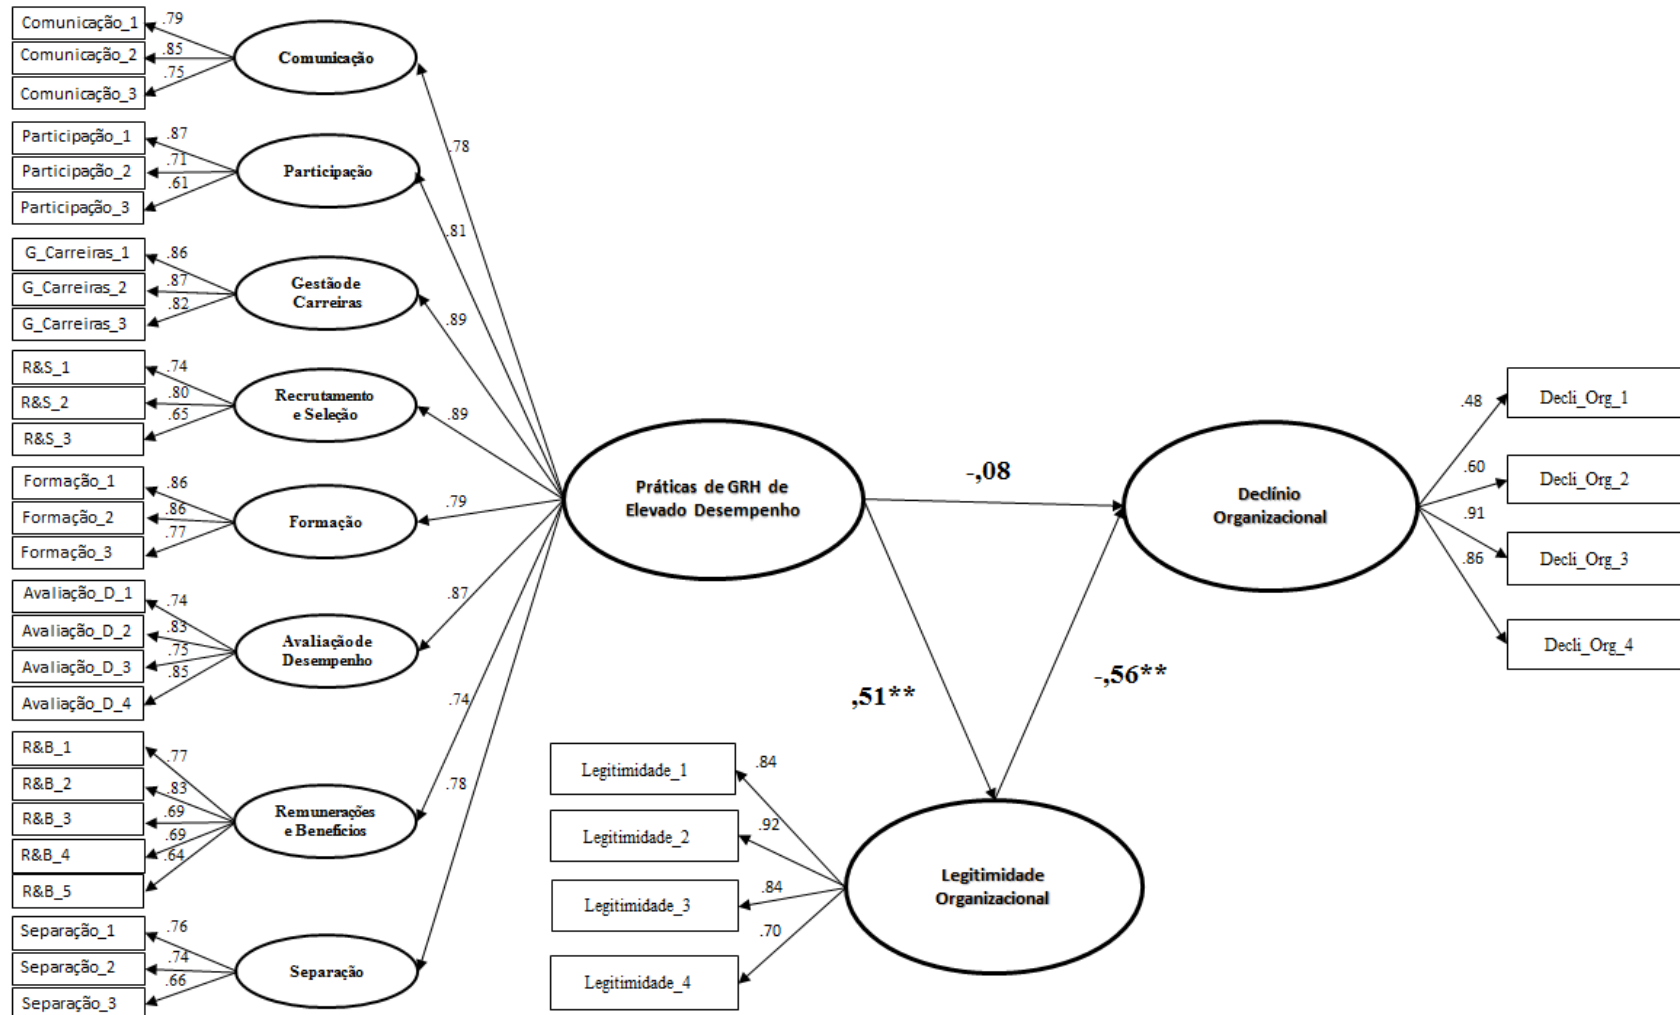 Comunicação_1
.79
Comunicação_2
.85
Comunicação_3
.75
Comunicação
Participação_1
.87
Participação_2
.71
Participação_3
.61
Participação
G_Carreiras_1
.86
G_Carreiras_2
.87
G_Carreiras_3
.82
Gestão de
Carreiras
R&S_1
.74
R&S_2
.80
R&S_3
.65
Recrutamento
e Seleção
Formação_1
.86
Formação_2
.86
Formação_3
.77
Formação
Avaliação_D_1
.74
Avaliação_D_2
.83
Avaliação_D_3
.75
Avaliação_D_4
.85
Avaliação de
Desempenho
R&B_1
.77
R&B_2
.83
R&B_3
.69
R&B_4
.69
R&B_5
.64
Remunerações
e Benefícios
Separação_1
.76
Separação_2
.74
Separação_3
.66
Separação
.78
.81
.89
.89
.79
.87
.74
.78
Práticas de GRH de
Elevado Desempenho
-,08
,51**
-,56**
Declínio
Organizacional
.48
Decli_Org_1
.60
Decli_Org_2
.91
Decli_Org_3
.86
Decli_Org_4
Legitimidade_1
.84
Legitimidade_2
.92
Legitimidade_3
.84
Legitimidade_4
.70
Legitimidade
Organizacional